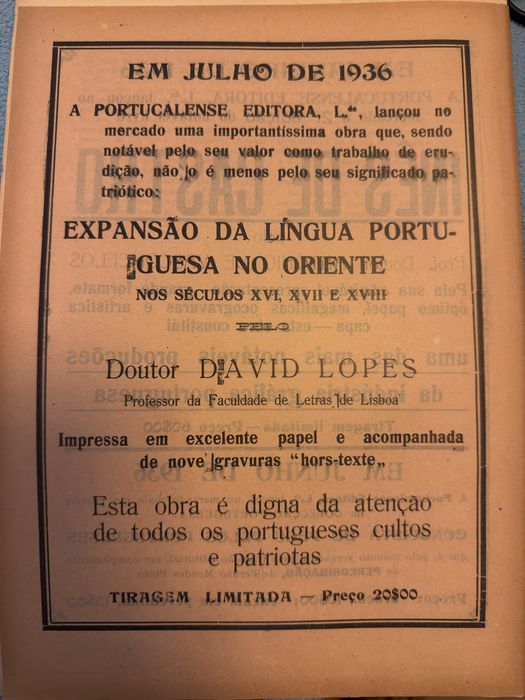 EM JULHO DE 1936
A PORTUCALENSE EDITORA, L.da, lançou no
mercado uma importantíssima obra que, sendo
notável pelo seu valor como trabalho de eru-
dição, não o é menos pelo seu significado pa-
triótico:
EXPANSÃO DA LÍNGUA PORTU-
GUESA NO ORIENTE
NOS SÉCULOS XVI, XVII E XVIII
PELO
Doutor DAVID LOPES
Professor da Faculdade de Letras de Lisboa
Impressa em excelente papel e acompanhada
de nove gravuras "hors-texte„
Esta obra é digna da atenção
de todos os portugueses cultos
e patriotas
TIRAGEM LIMITADA — Preço 20$00